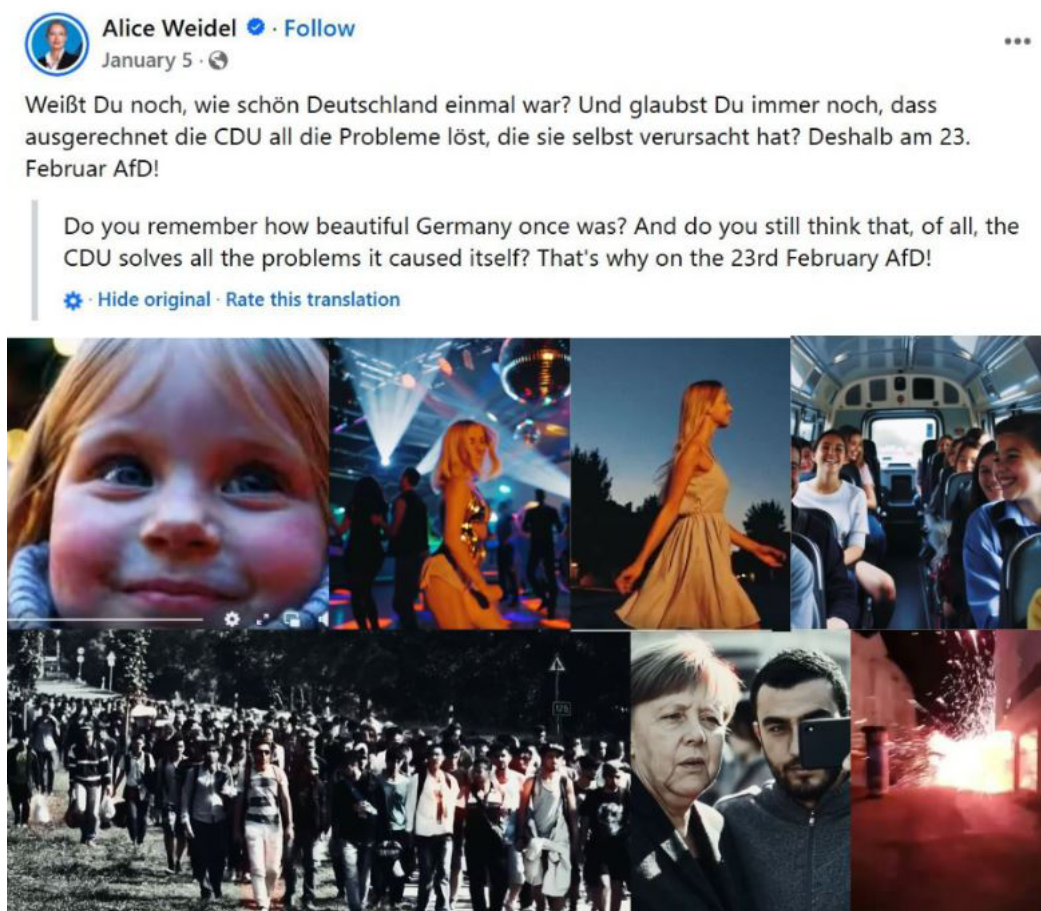 Alice Weidel · Follow
January 5 ·
Weißt Du noch, wie schön Deutschland einmal war? Und glaubst Du immer noch, dass
ausgerechnet die CDU all die Probleme löst, die sie selbst verursacht hat? Deshalb am 23.
Februar AfD!
Do you remember how beautiful Germany once was? And do you still think that, of all, the
CDU solves all the problems it caused itself? That's why on the 23rd February AfD!
· Hide original · Rate this translation